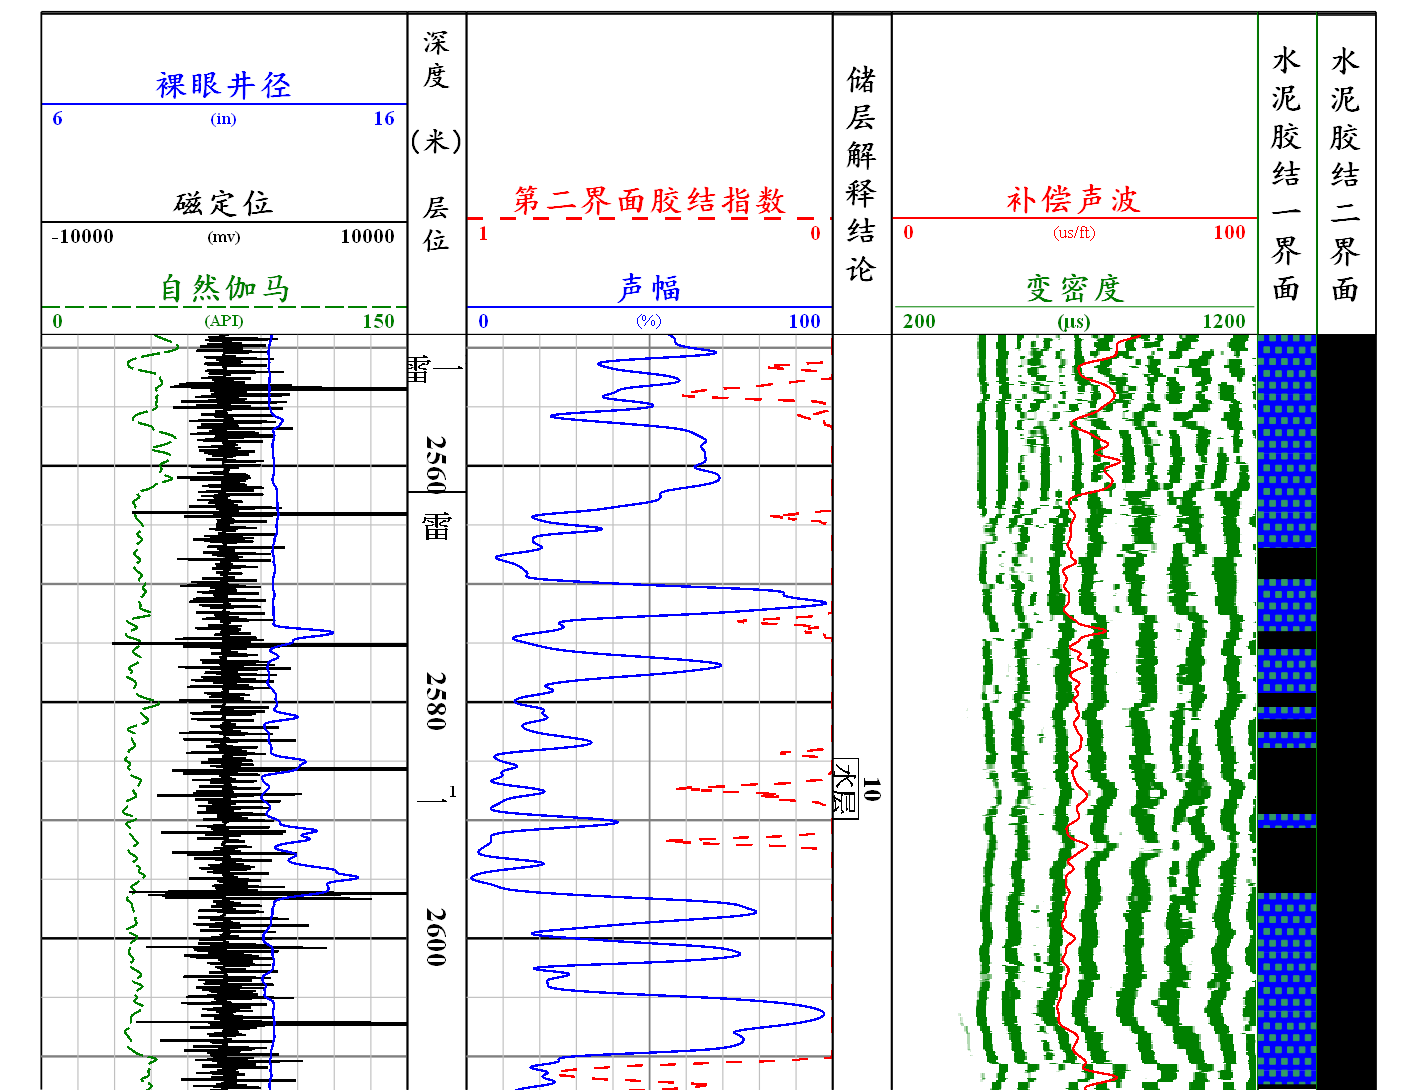 裸眼井径
6 (in) 16
磁定位
-10000 (mv) 10000
自然伽马
0 (API) 150
深度
(米)
层位
第二界面胶结指数
1 0
声幅
0 (%) 100
储层解释结论
补偿声波
0 (us/ft) 100
变密度
200 (μs) 1200
水泥胶结一界面
水泥胶结二界面
雷一
2560
雷
2580
一1
2600
10
水层